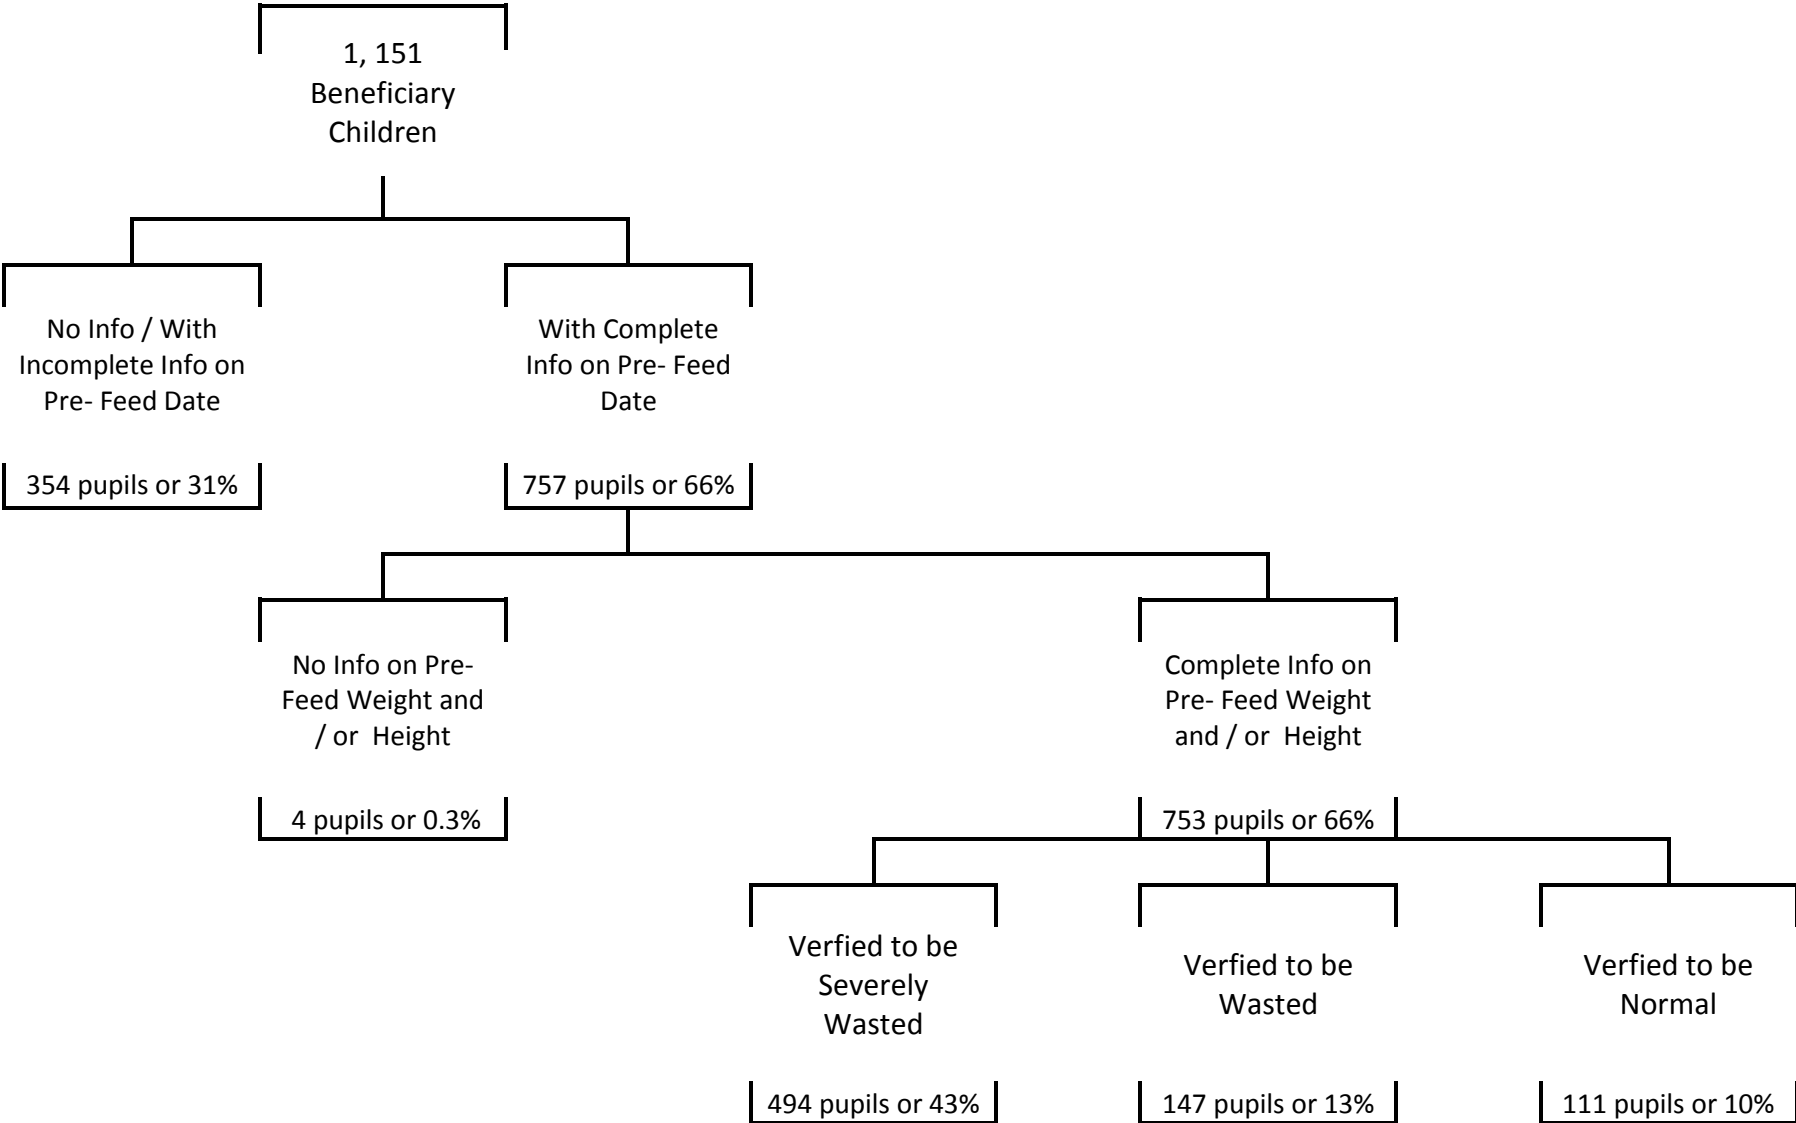 1, 151
Beneficiary
Children
No Info / With
Incomplete Info on
Pre- Feed Date
354 pupils or 31%
With Complete
Info on Pre- Feed
Date
757 pupils or 66%
No Info on Pre-
Feed Weight and
/ or  Height
4 pupils or 0.3%
Complete Info on
Pre- Feed Weight
and / or  Height
753 pupils or 66%
Verfied to be
Severely
Wasted
494 pupils or 43%
Verfied to be
Wasted
147 pupils or 13%
Verfied to be
Normal
111 pupils or 10%